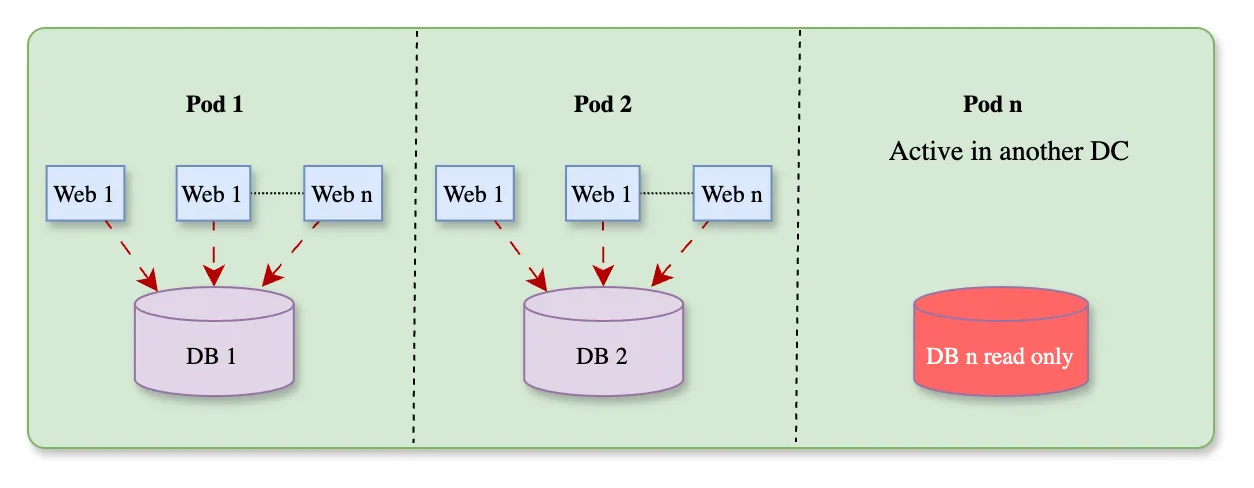 Pod 1
Pod 2
Pod n
Active in another DC
Web 1
Web 1
Web n
Web 1
Web 1
Web n
DB 1
DB 2
DB n read only